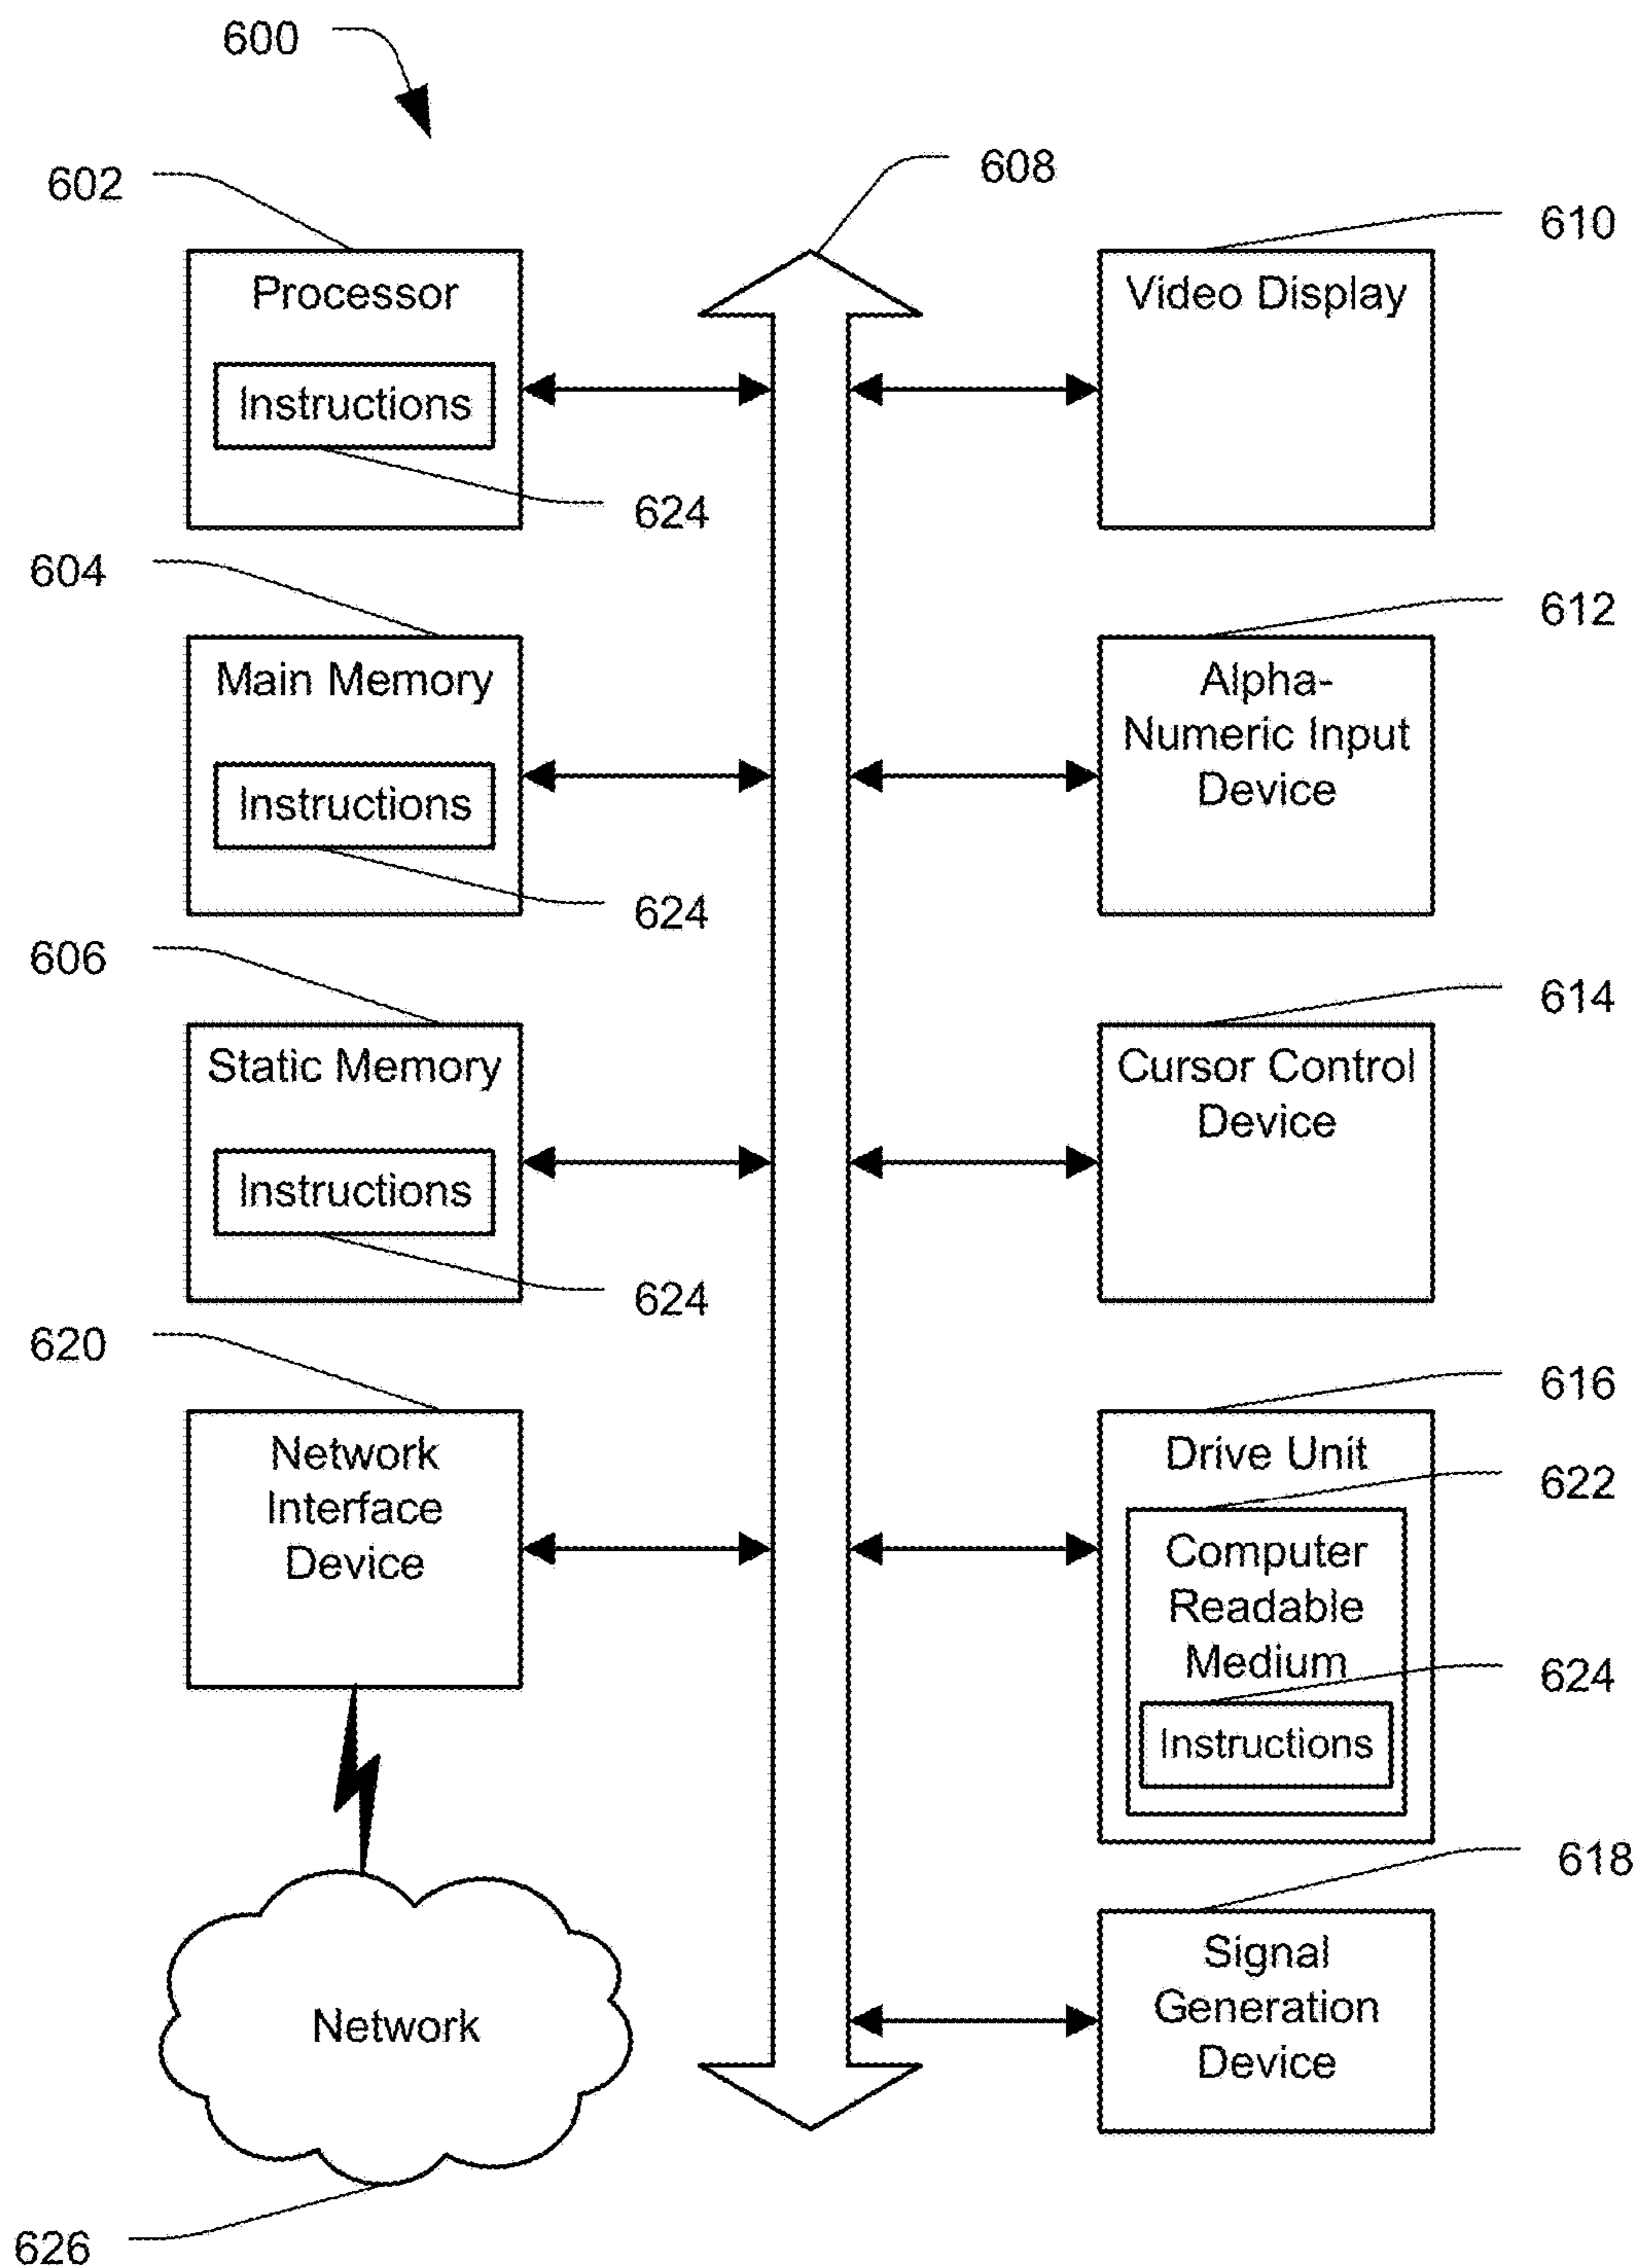 600
602
608
610
Processor
Instructions
624
Video Display
604
612
Main Memory
Instructions
624
Alpha-
Numeric Input
Device
606
614
Static Memory
Instructions
624
Cursor Control
Device
620
616
Network
Interface
Device
Drive Unit
622
Computer
Readable
Medium
624
Instructions
618
Signal
Generation
Device
Network
626